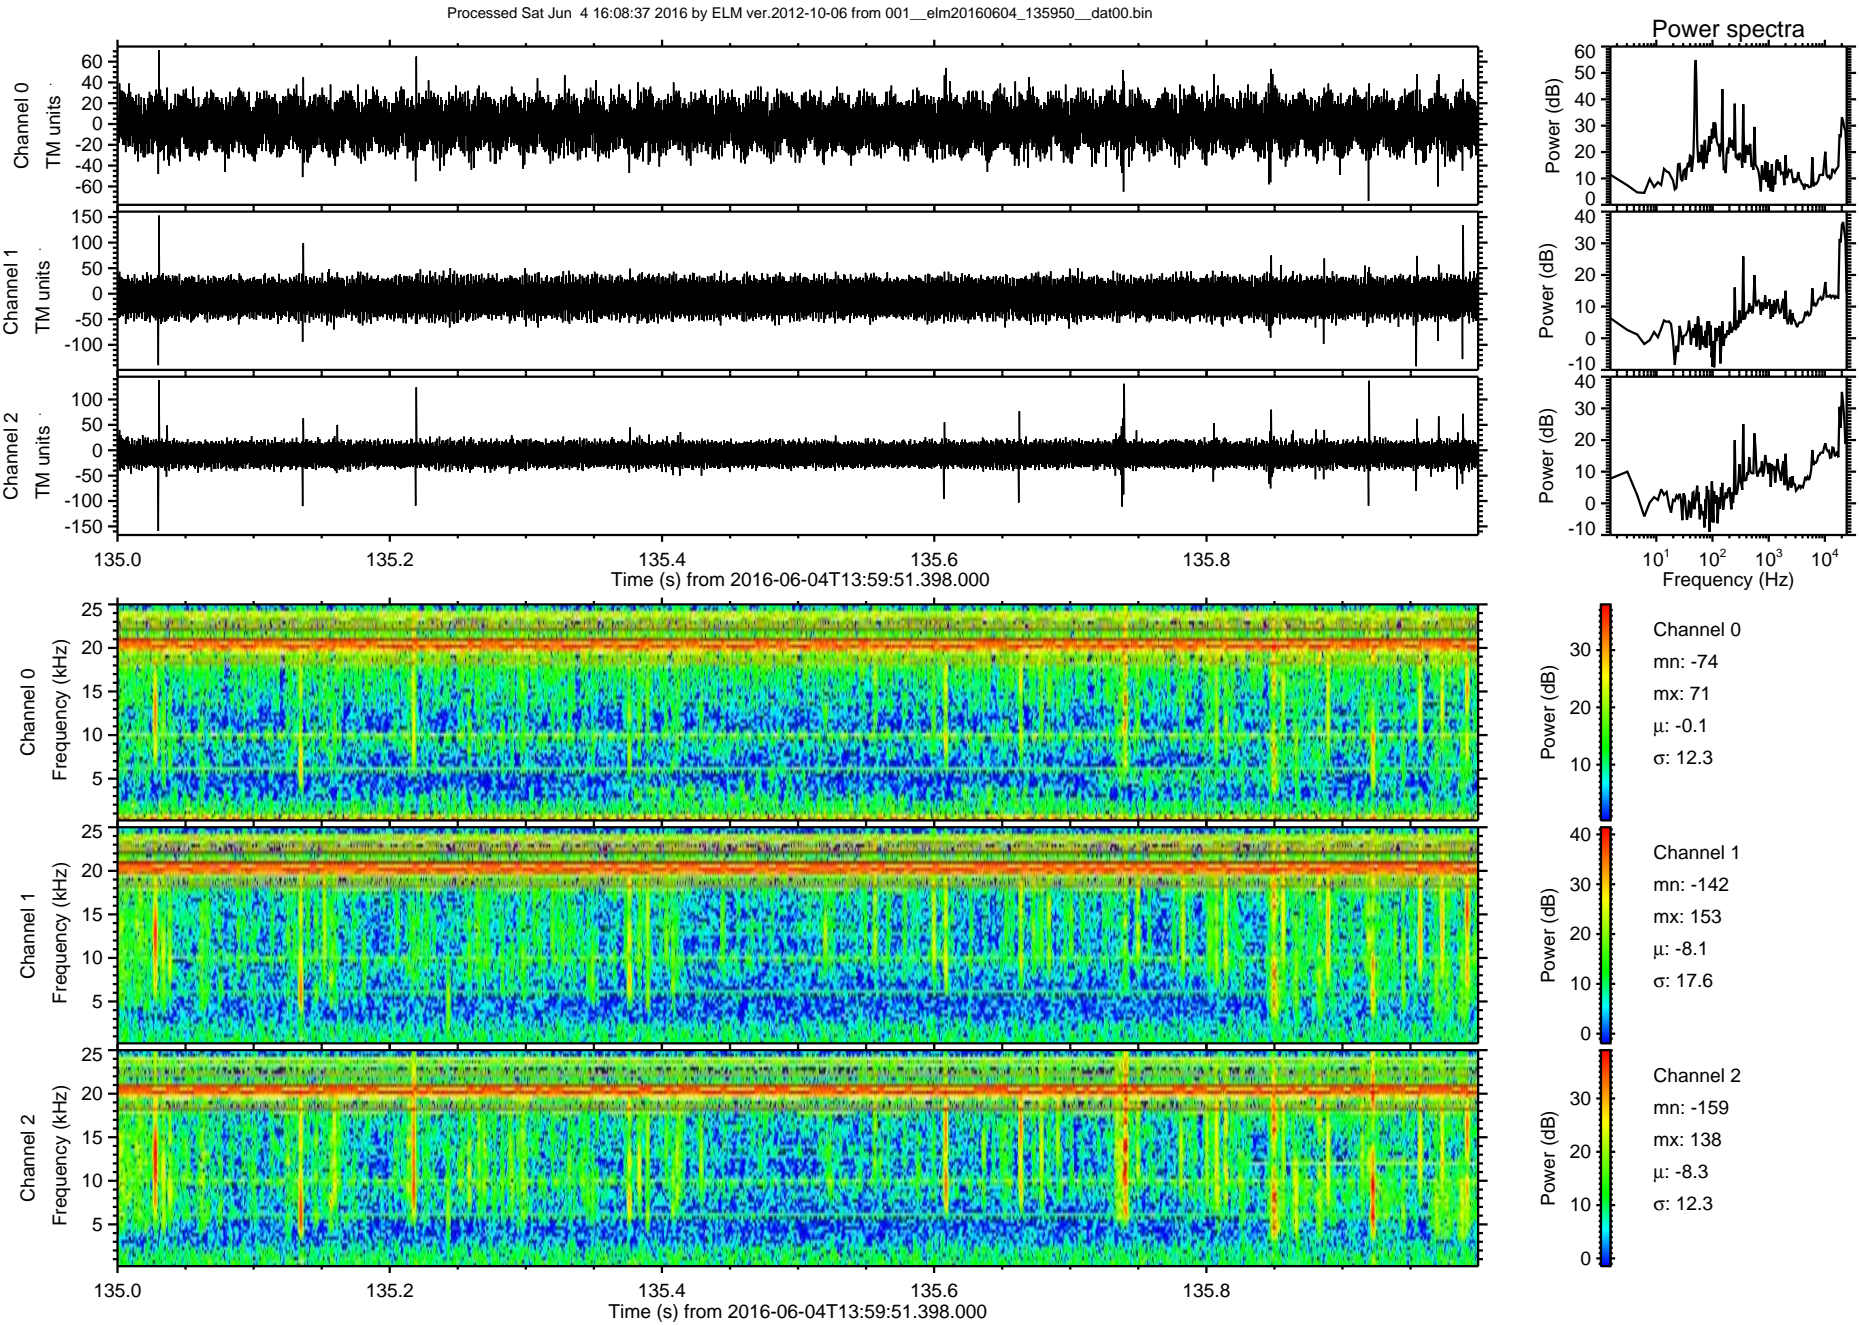 Processed Sat Jun  4 16:08:37 2016 by ELM ver.2012-10-06 from 001__elm20160604_135950__dat00.bin
Power spectra
Channel 0
TM units
60
40
20
0
-20
-40
-60
Power (dB)
60
50
40
30
20
10
0
Channel 1
TM units
150
100
50
0
-50
-100
Power (dB)
40
30
20
10
0
-10
Channel 2
TM units
100
50
0
-50
-100
-150
Power (dB)
40
30
20
10
0
-10
135.0
135.2
135.4
135.6
135.8
Time (s) from 2016-06-04T13:59:51.398.000
10^1
10^2
10^3
10^4
Frequency (Hz)
Channel 0
Frequency (kHz)
25
20
15
10
5
Power (dB)
30
20
10
Channel 0
mn: -74
mx: 71
μ: -0.1
σ: 12.3
Channel 1
Frequency (kHz)
25
20
15
10
5
Power (dB)
40
30
20
10
0
Channel 1
mn: -142
mx: 153
μ: -8.1
σ: 17.6
Channel 2
Frequency (kHz)
25
20
15
10
5
Power (dB)
30
20
10
0
Channel 2
mn: -159
mx: 138
μ: -8.3
σ: 12.3
135.0
135.2
135.4
135.6
135.8
Time (s) from 2016-06-04T13:59:51.398.000